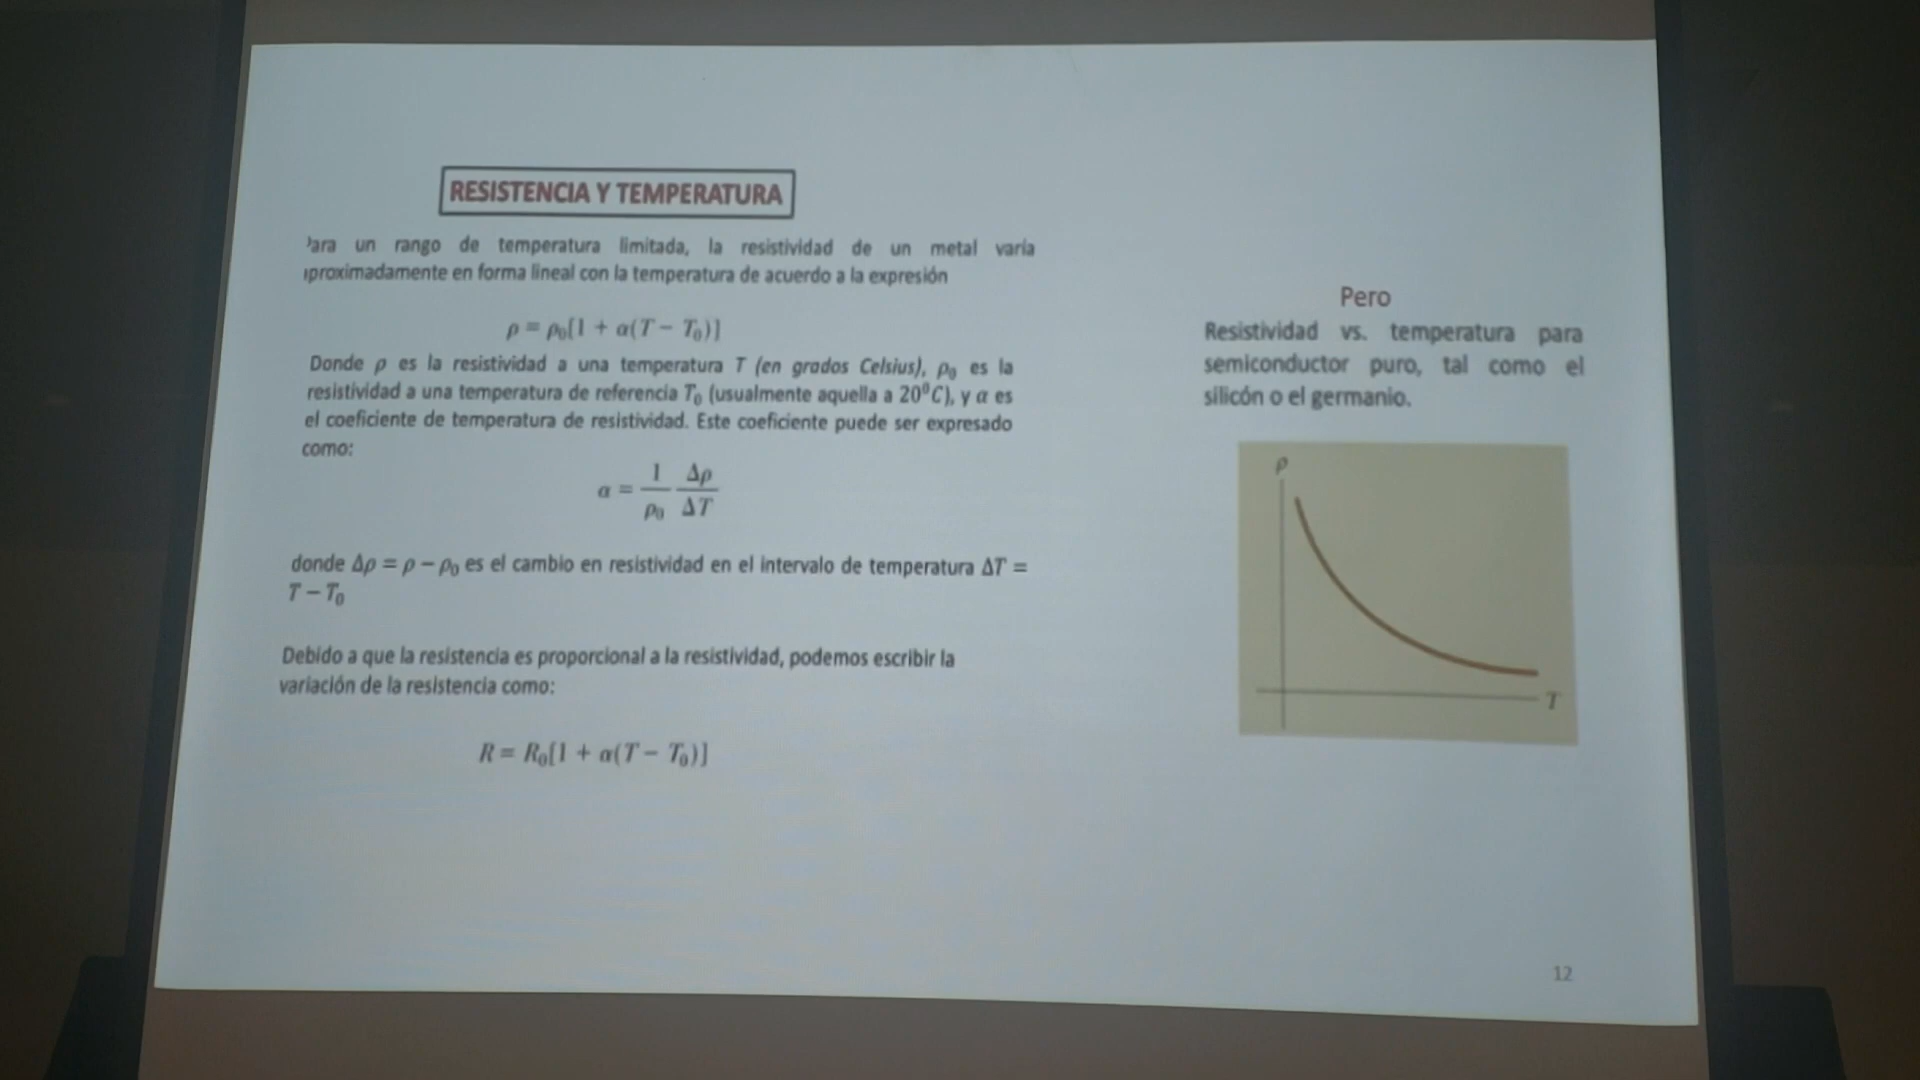 RESISTENCIA Y TEMPERATURA
ara un rango de temperatura limitada, la resistividad de un metal varía
proximadamente en forma lineal con la temperatura de acuerdo a la expresión
ρ = ρ₀[1 + α(T − T₀)]
Donde ρ es la resistividad a una temperatura T (en grados Celsius), ρ₀ es la
resistividad a una temperatura de referencia T₀ (usualmente aquella a 20⁰C), y α es
el coeficiente de temperatura de resistividad. Este coeficiente puede ser expresado
como:
α = 1/ρ₀ Δρ/ΔT
donde Δρ = ρ − ρ₀ es el cambio en resistividad en el intervalo de temperatura ΔT =
T − T₀
Debido a que la resistencia es proporcional a la resistividad, podemos escribir la
variación de la resistencia como:
R = R₀[1 + α(T − T₀)]
Pero
Resistividad vs. temperatura para
semiconductor puro, tal como el
silicón o el germanio.
ρ
T
12